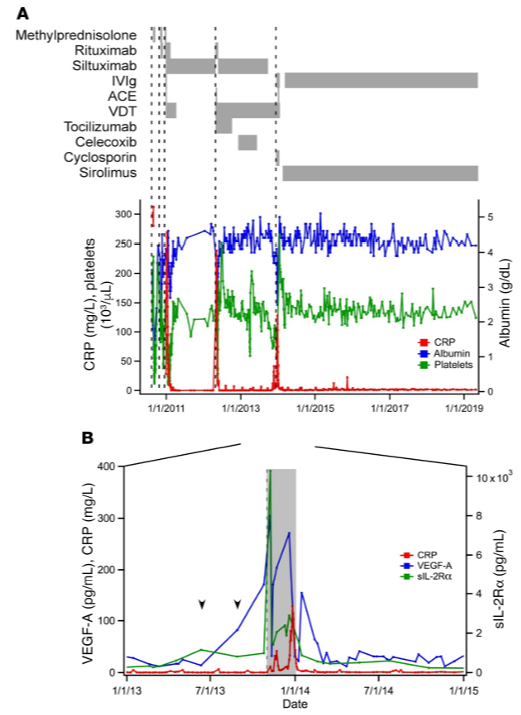 A
Methylprednisolone
Rituximab
Siltuximab
IVIg
ACE
VDT
Tocilizumab
Celecoxib
Cyclosporin
Sirolimus
CRP (mg/L), platelets
(10³/µL)
300
250
200
150
100
50
0
5
4
3
2
1
0
Albumin (g/dL)
CRP
Albumin
Platelets
1/1/2011
1/1/2013
1/1/2015
1/1/2017
1/1/2019
B
VEGF-A (pg/mL), CRP (mg/L)
400
300
200
100
0
10 x 10³
8
6
4
2
0
sIL-2Rα (pg/mL)
CRP
VEGF-A
sIL-2Rα
1/1/13
7/1/13
1/1/14
7/1/14
1/1/15
Date